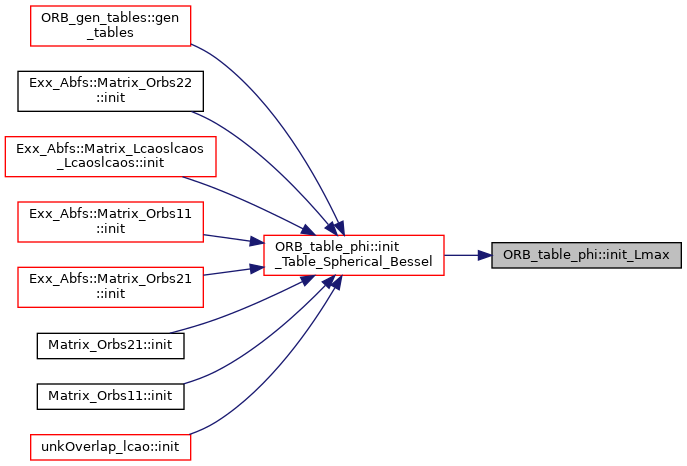 ORB_gen_tables::gen
_tables
Exx_Abfs::Matrix_Orbs22
::init
Exx_Abfs::Matrix_Lcaoslcaos
_Lcaoslcaos::init
Exx_Abfs::Matrix_Orbs11
::init
Exx_Abfs::Matrix_Orbs21
::init
Matrix_Orbs21::init
Matrix_Orbs11::init
unkOverlap_lcao::init
ORB_table_phi::init
_Table_Spherical_Bessel
ORB_table_phi::init_Lmax